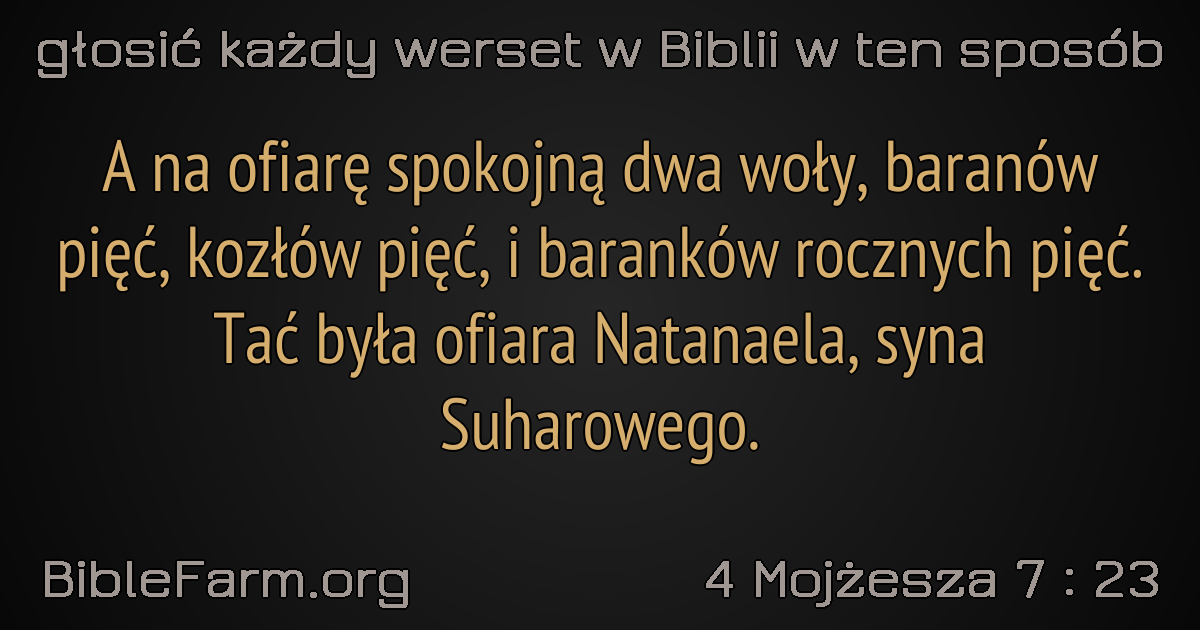 głosić każdy werset w Biblii w ten sposób
A na ofiarę spokojną dwa woły, baranów
pięć, kozłów pięć, i baranków rocznych pięć.
Tać była ofiara Natanaela, syna
Suharowego.
BibleFarm.org
4 Mojżesza 7 : 23